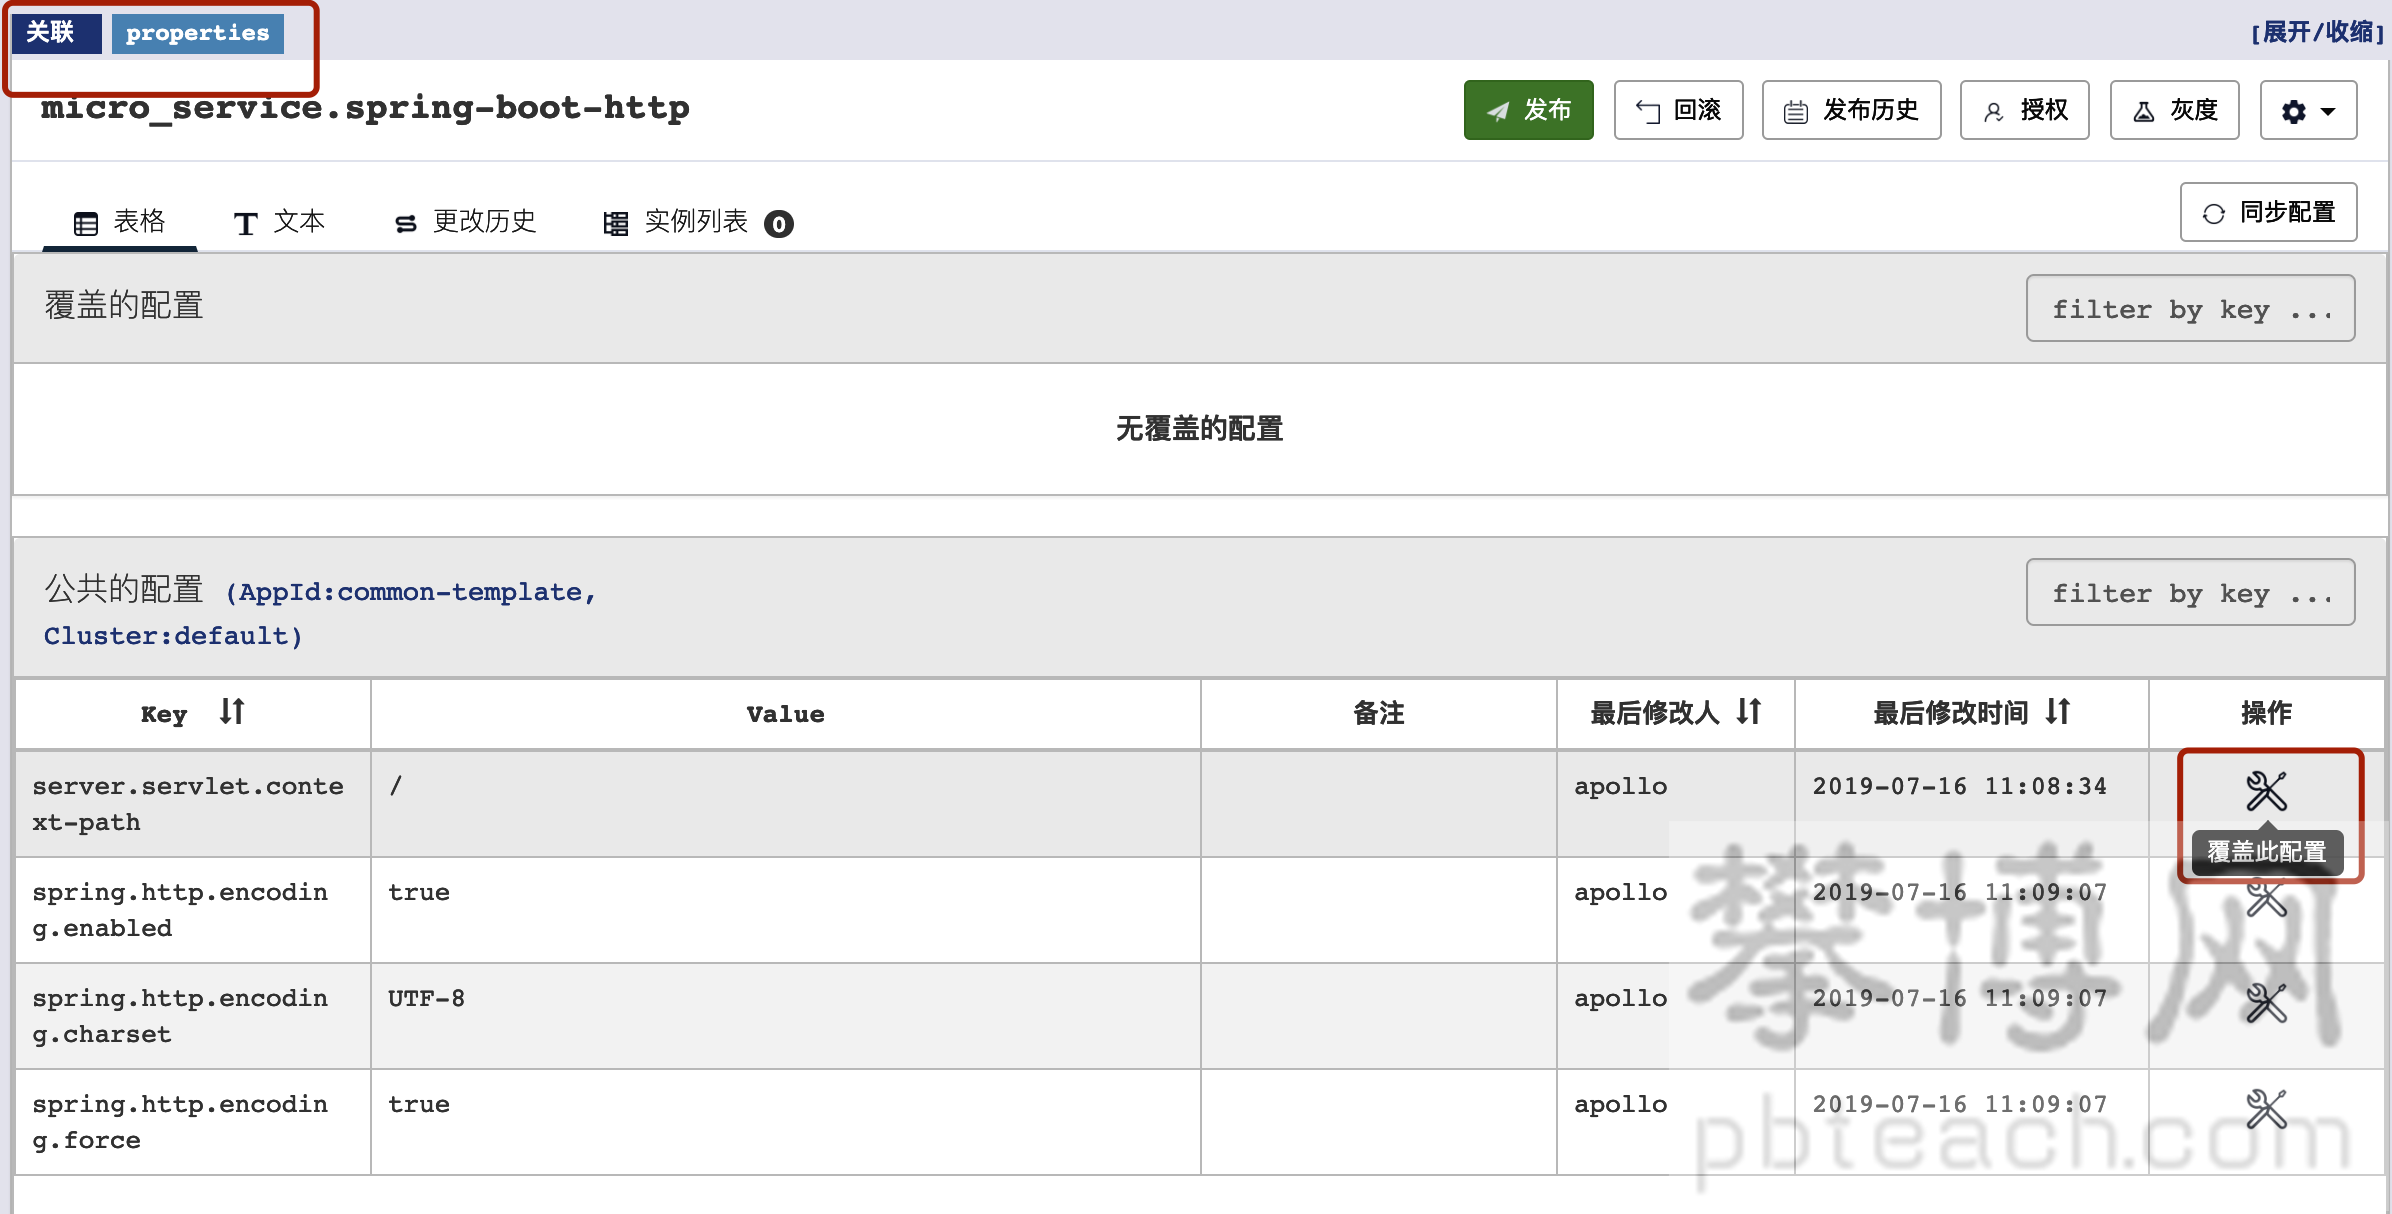 关联 properties [展开/收缩]
micro_service.spring-boot-http 发布 回滚 发布历史 授权 灰度
表格 文本 更改历史 实例列表 0 同步配置
覆盖的配置 filter by key ...
无覆盖的配置
公共的配置 (AppId:common-template, filter by key ...
Cluster:default)
Key Value 备注 最后修改人 最后修改时间 操作
server.servlet.conte / apollo 2019-07-16 11:08:34
xt-path
覆盖此配置
spring.http.encodin true apollo 2019-07-16 11:09:07
g.enabled
spring.http.encodin UTF-8 apollo 2019-07-16 11:09:07
g.charset
spring.http.encodin true apollo 2019-07-16 11:09:07
g.force
攀博网
pbteach.com